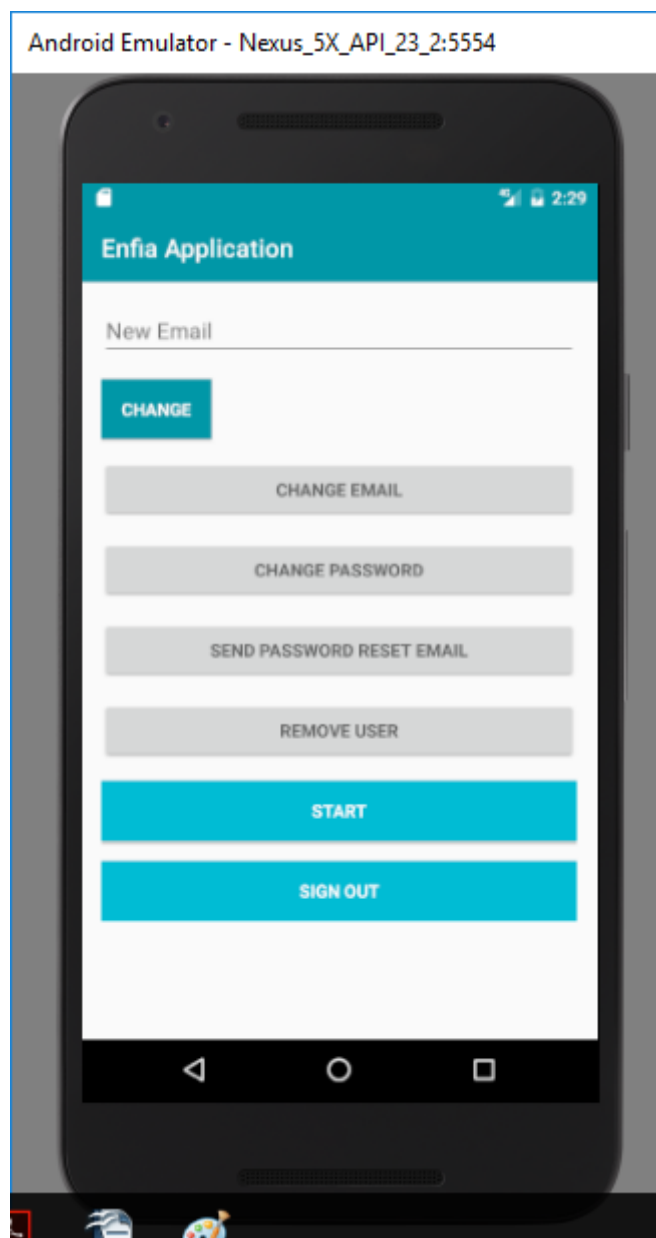 Android Emulator - Nexus_5X_API_23_2:5554
2:29
Enfia Application
New Email
CHANGE
CHANGE EMAIL
CHANGE PASSWORD
SEND PASSWORD RESET EMAIL
REMOVE USER
START
SIGN OUT